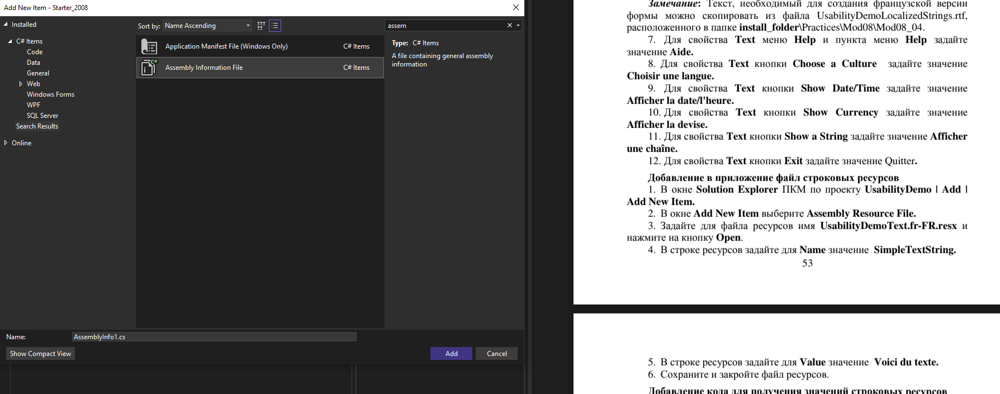 Add New Item - Starter_2008
Installed
C# Items
Code
Data
General
Web
Windows Forms
WPF
SQL Server
Search Results
Online
Sort by: Name Ascending
Application Manifest File (Windows Only) C# Items
C#
Assembly Information File C# Items
assem
Type: C# Items
A file containing general assembly
information
Name: AssemblyInfo1.cs
Show Compact View
Add
Cancel
Замечание: Текст, необходимый для создания французской версии
формы можно скопировать из файла UsabilityDemoLocalizedStrings.rtf,
расположенного в папке install_folder\Practices\Mod08\Mod08_04.
7. Для свойства Text меню Help и пункта меню Help задайте
значение Aide.
8. Для свойства Text кнопки Choose a Culture задайте значение
Choisir une langue.
9. Для свойства Text кнопки Show Date/Time задайте значение
Afficher la date/l'heure.
10. Для свойства Text кнопки Show Currency задайте значение
Afficher la devise.
11. Для свойства Text кнопки Show a String задайте значение Afficher
une chaîne.
12. Для свойства Text кнопки Exit задайте значение Quitter.
Добавление в приложение файл строковых ресурсов
1. В окне Solution Explorer ПКМ по проекту UsabilityDemo | Add |
Add New Item.
2. В окне Add New Item выберите Assembly Resource File.
3. Задайте для файла ресурсов имя UsabilityDemoText.fr-FR.resx и
нажмите на кнопку Open.
4. В строке ресурсов задайте для Name значение SimpleTextString.
53
5. В строке ресурсов задайте для Value значение Voici du texte.
6. Сохраните и закройте файл ресурсов.
Добавление кода для получения значений строковых ресурсов